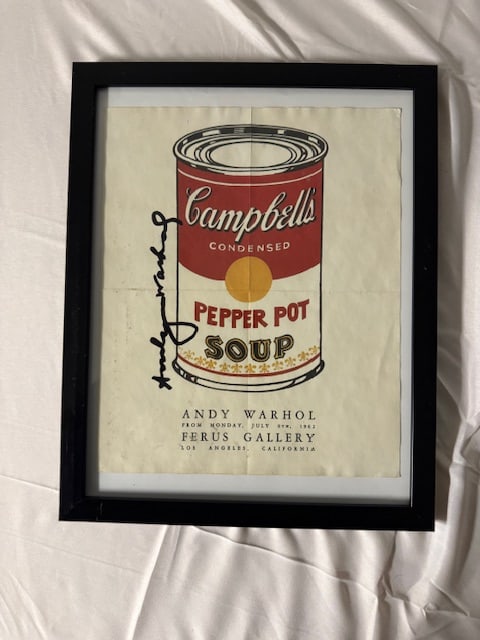 Campbell's
CONDENSED
PEPPER POT
SOUP
Andy Warhol
ANDY WARHOL
FROM MONDAY, JULY 9TH, 1962
FERUS GALLERY
LOS ANGELES, CALIFORNIA